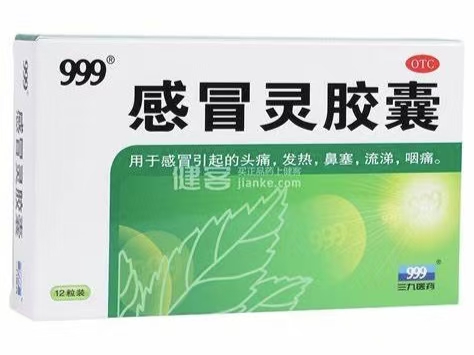 999®
OTC
感冒灵胶囊
用于感冒引起的头痛，发热，鼻塞，流涕，咽痛。
健客 买正品药上健客
jianke.com
12粒装
999®
三九医药
999®
感冒灵胶囊